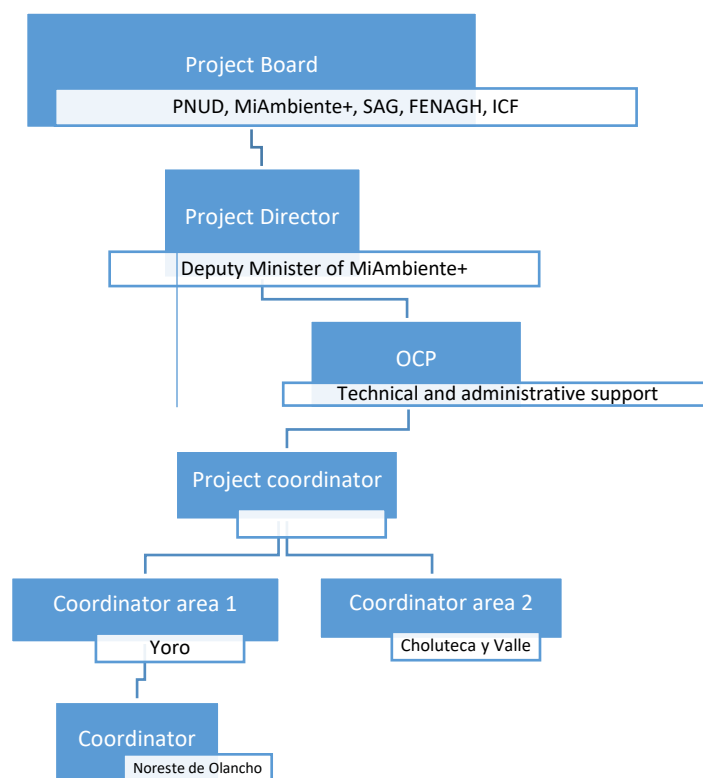 Project Board
PNUD, MiAmbiente+, SAG, FENAGH, ICF
Project Director
Deputy Minister of MiAmbiente+
OCP
Technical and administrative support
Project coordinator
Coordinator area 1
Yoro
Coordinator area 2
Choluteca y Valle
Coordinator
Noreste de Olancho